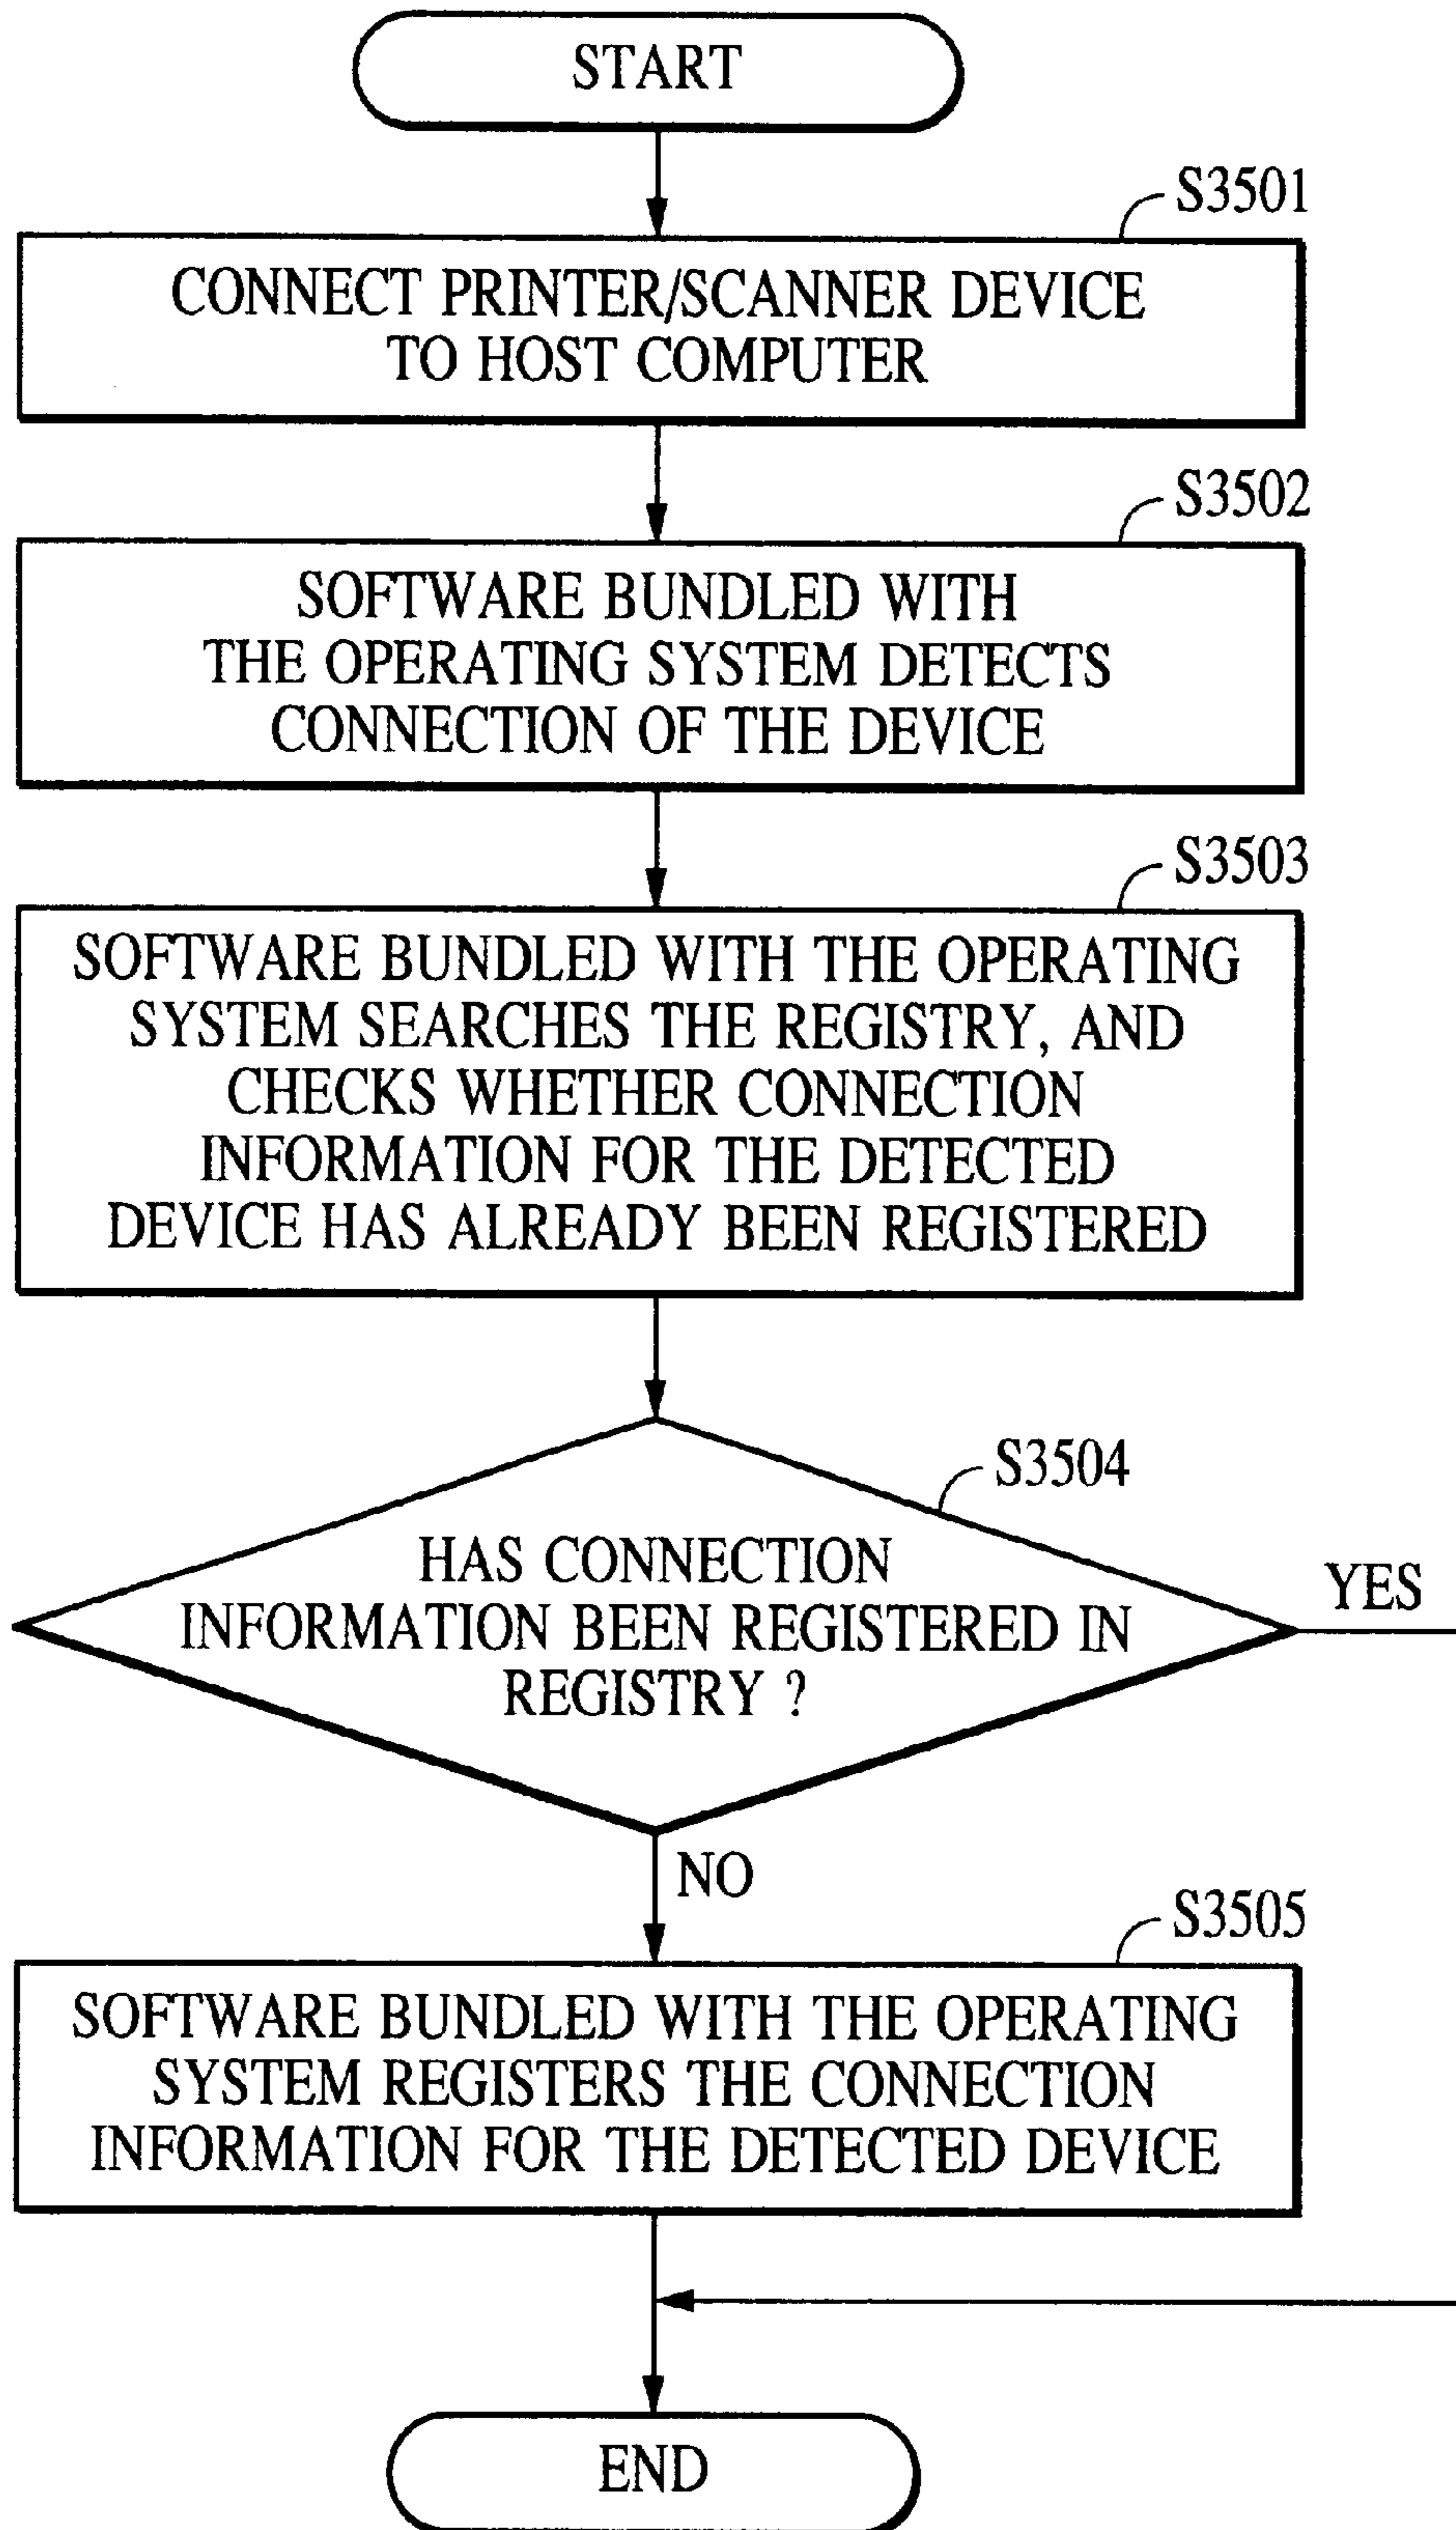 START
S3501
CONNECT PRINTER/SCANNER DEVICE
TO HOST COMPUTER
S3502
SOFTWARE BUNDLED WITH
THE OPERATING SYSTEM DETECTS
CONNECTION OF THE DEVICE
S3503
SOFTWARE BUNDLED WITH THE OPERATING
SYSTEM SEARCHES THE REGISTRY, AND
CHECKS WHETHER CONNECTION
INFORMATION FOR THE DETECTED
DEVICE HAS ALREADY BEEN REGISTERED
S3504
HAS CONNECTION
INFORMATION BEEN REGISTERED IN
REGISTRY ?
YES
NO
S3505
SOFTWARE BUNDLED WITH THE OPERATING
SYSTEM REGISTERS THE CONNECTION
INFORMATION FOR THE DETECTED DEVICE
END